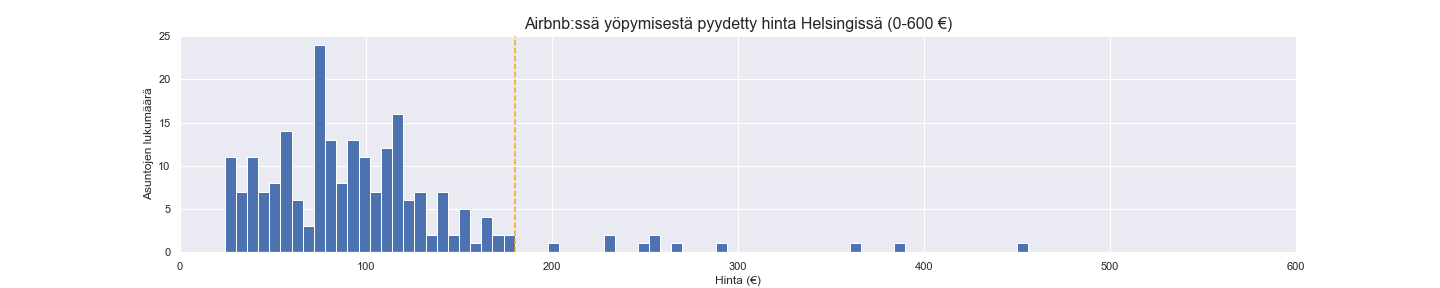 Airbnb:ssä yöpymisestä pyydetty hinta Helsingissä (0-600 €)
25
20
15
10
5
0
Asuntojen lukumäärä
0 100 200 300 400 500 600
Hinta (€)